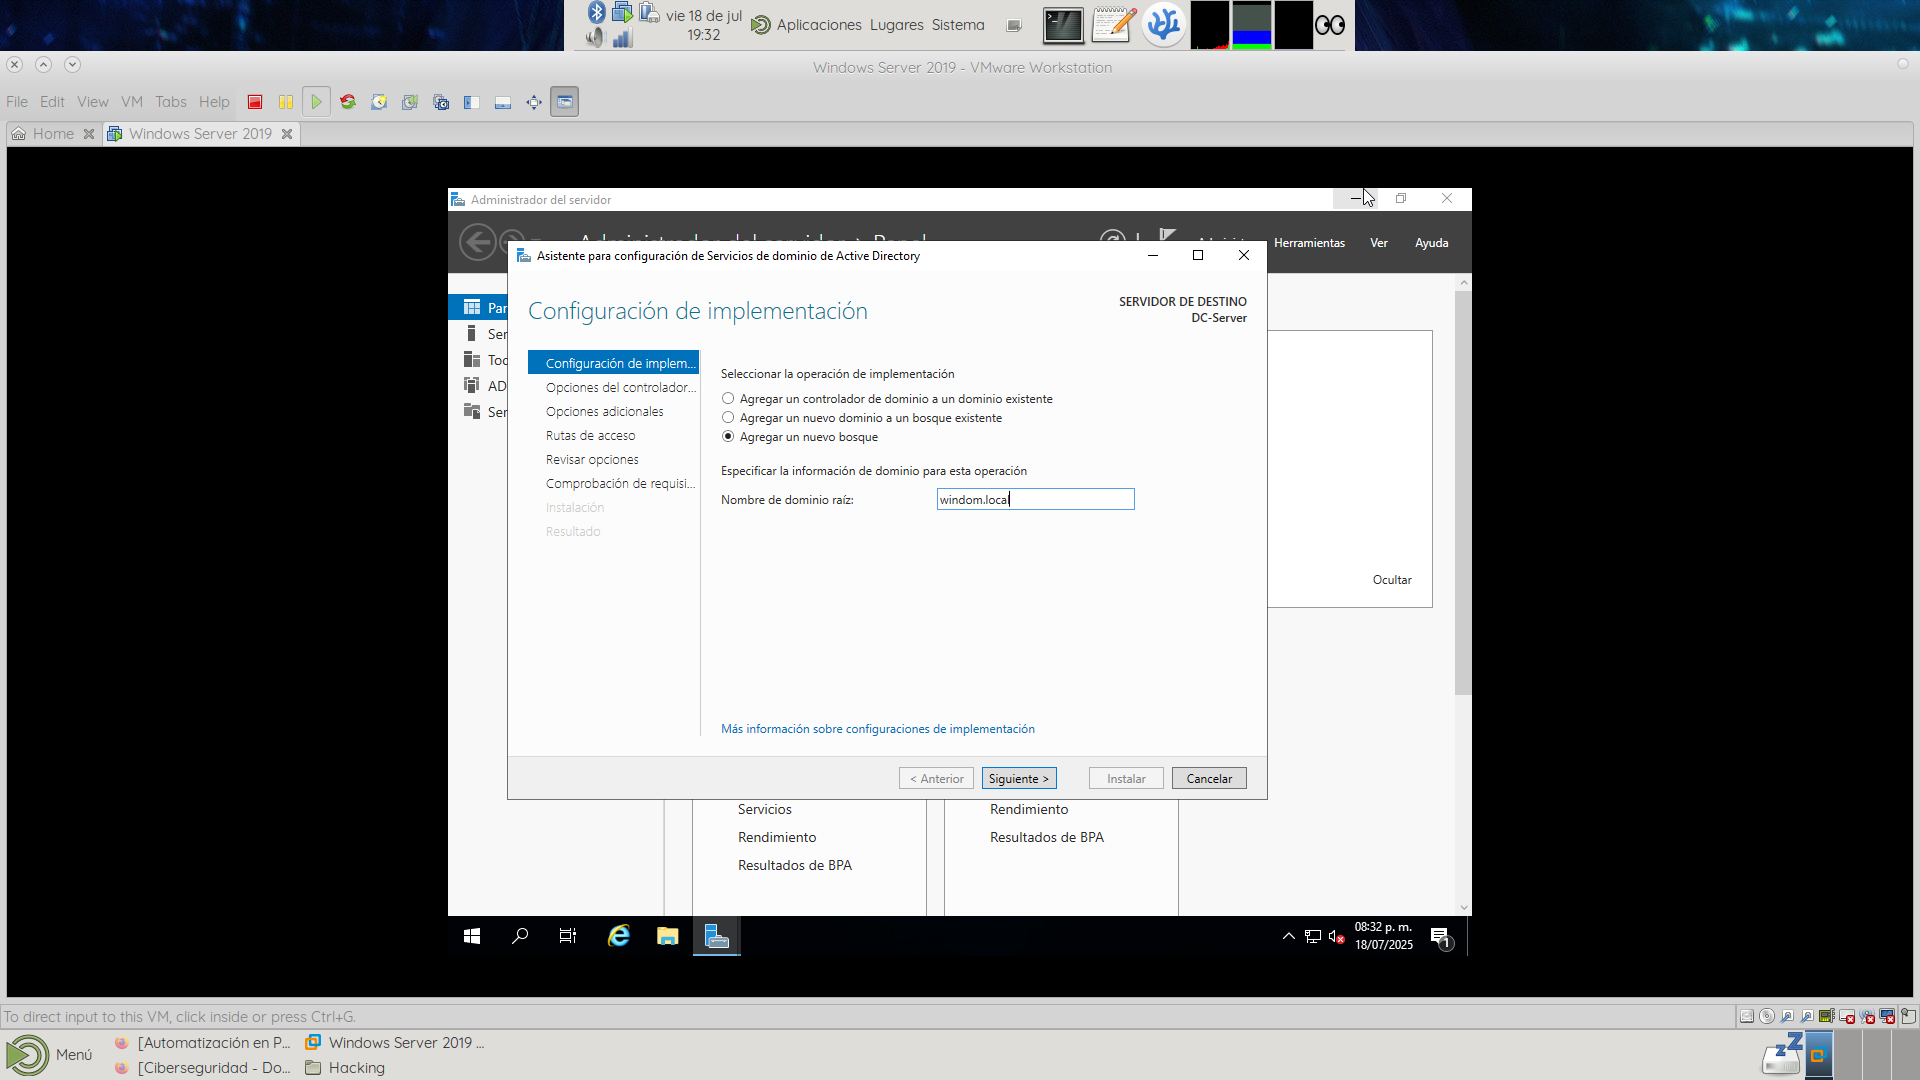 vie 18 de jul
19:32
Aplicaciones Lugares Sistema
Windows Server 2019 - VMware Workstation
File Edit View VM Tabs Help
Home
Windows Server 2019
Administrador del servidor
Herramientas Ver Ayuda
Asistente para configuración de Servicios de dominio de Active Directory
Configuración de implementación
SERVIDOR DE DESTINO
DC-Server
Par
Ser
Toc
AD
Ser
Configuración de implem...
Opciones del controlador...
Opciones adicionales
Rutas de acceso
Revisar opciones
Comprobación de requisi...
Instalación
Resultado
Seleccionar la operación de implementación
Agregar un controlador de dominio a un dominio existente
Agregar un nuevo dominio a un bosque existente
Agregar un nuevo bosque
Especificar la información de dominio para esta operación
Nombre de dominio raíz: windom.local
Ocultar
Más información sobre configuraciones de implementación
< Anterior Siguiente > Instalar Cancelar
Servicios
Rendimiento
Resultados de BPA
Rendimiento
Resultados de BPA
08:32 p. m.
18/07/2025
1
To direct input to this VM, click inside or press Ctrl+G.
Menú
[Automatización en P...
Windows Server 2019 ...
[Ciberseguridad - Do...
Hacking